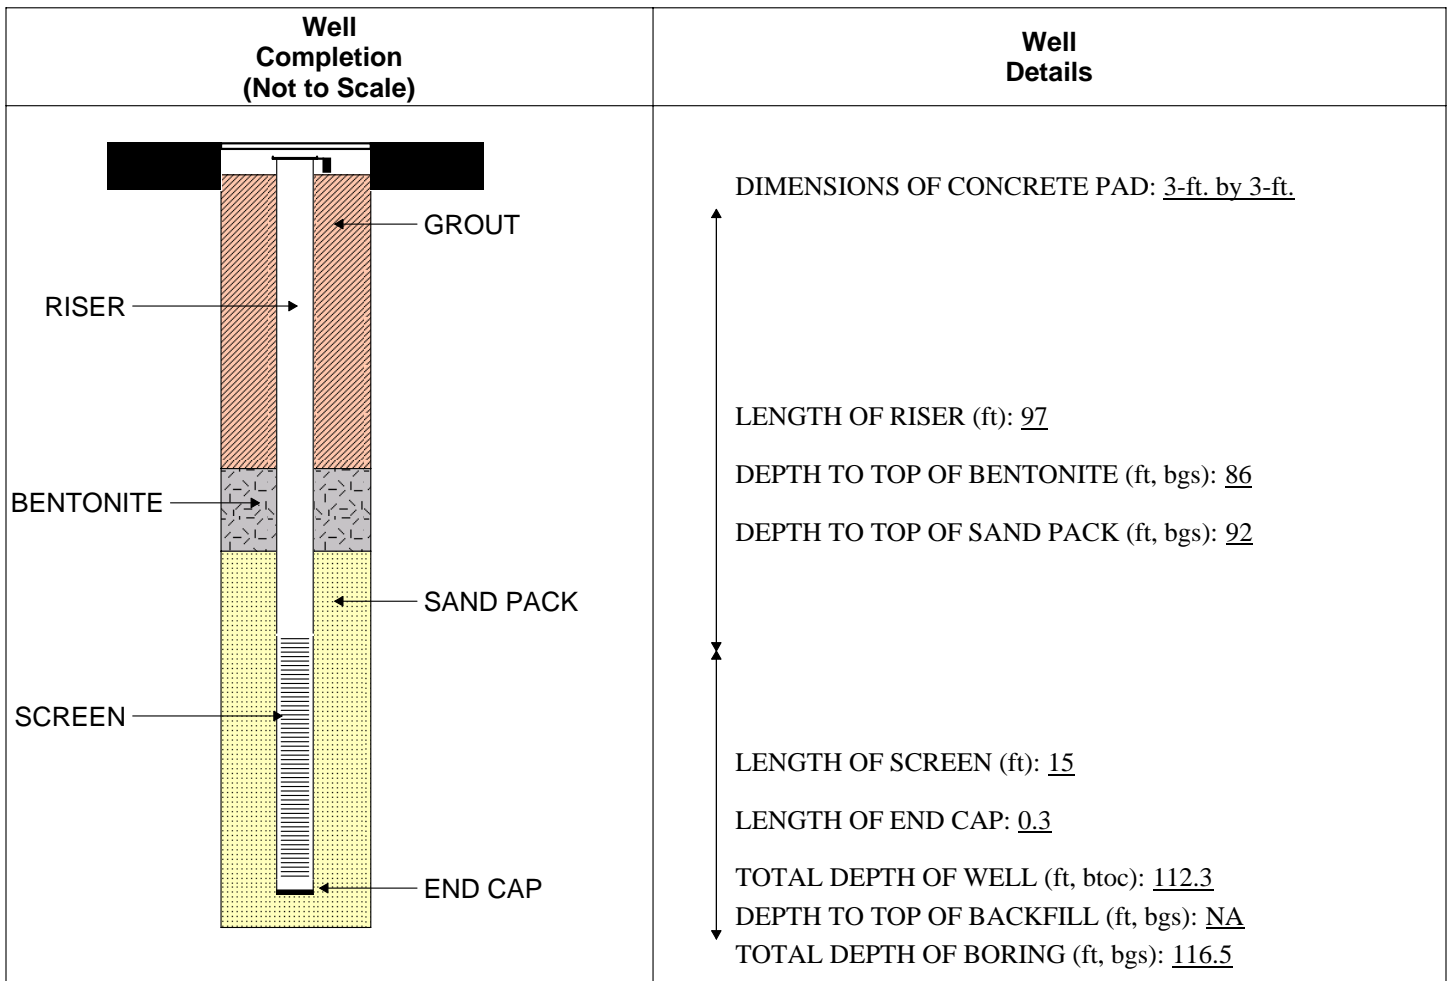 Well
Completion
(Not to Scale)
Well
Details
GROUT
RISER
BENTONITE
SAND PACK
SCREEN
END CAP
DIMENSIONS OF CONCRETE PAD: 3-ft. by 3-ft.
LENGTH OF RISER (ft): 97
DEPTH TO TOP OF BENTONITE (ft, bgs): 86
DEPTH TO TOP OF SAND PACK (ft, bgs): 92
LENGTH OF SCREEN (ft): 15
LENGTH OF END CAP: 0.3
TOTAL DEPTH OF WELL (ft, btoc): 112.3
DEPTH TO TOP OF BACKFILL (ft, bgs): NA
TOTAL DEPTH OF BORING (ft, bgs): 116.5